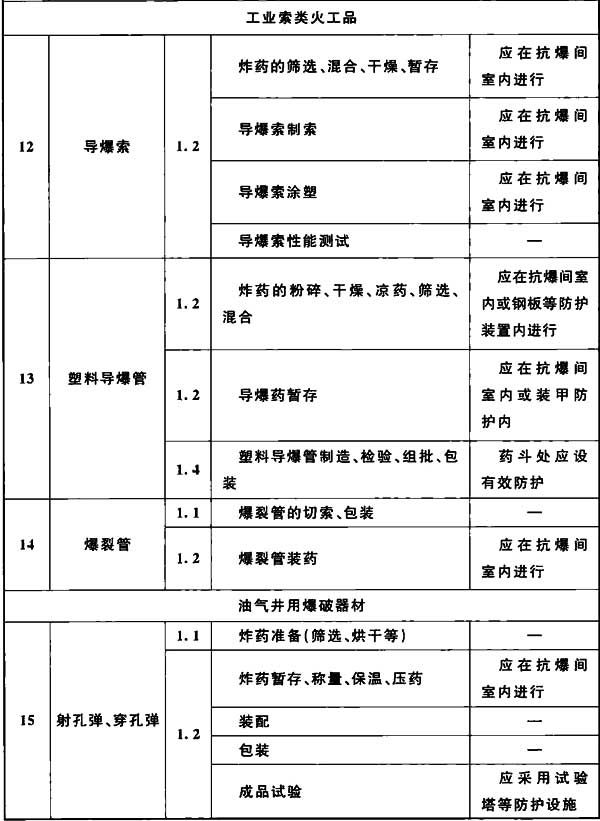 工业索类火工品
12
导爆索
1.2
炸药的筛选、混合、干燥、暂存
应在抗爆间
室内进行
导爆索制索
应在抗爆间
室内进行
导爆索涂塑
应在抗爆间
室内进行
导爆索性能测试
—
13
塑料导爆管
1.2
炸药的粉碎、干燥、凉药、筛选、
混合
应在抗爆间室
内或钢板等防护
装置内进行
1.2
导爆药暂存
应在抗爆间
室内或装甲防
护内
1.4
塑料导爆管制造、检验、组批、包
装
药斗处应设
有效防护
14
爆裂管
1.1
爆裂管的切索、包装
—
1.2
爆裂管装药
应在抗爆间
室内进行
油气井用爆破器材
15
射孔弹、穿孔弹
1.1
炸药准备(筛选、烘干等)
—
1.2
炸药暂存、称量、保温、压药
应在抗爆间
室内进行
装配
—
包装
—
成品试验
应采用试验
塔等防护设施